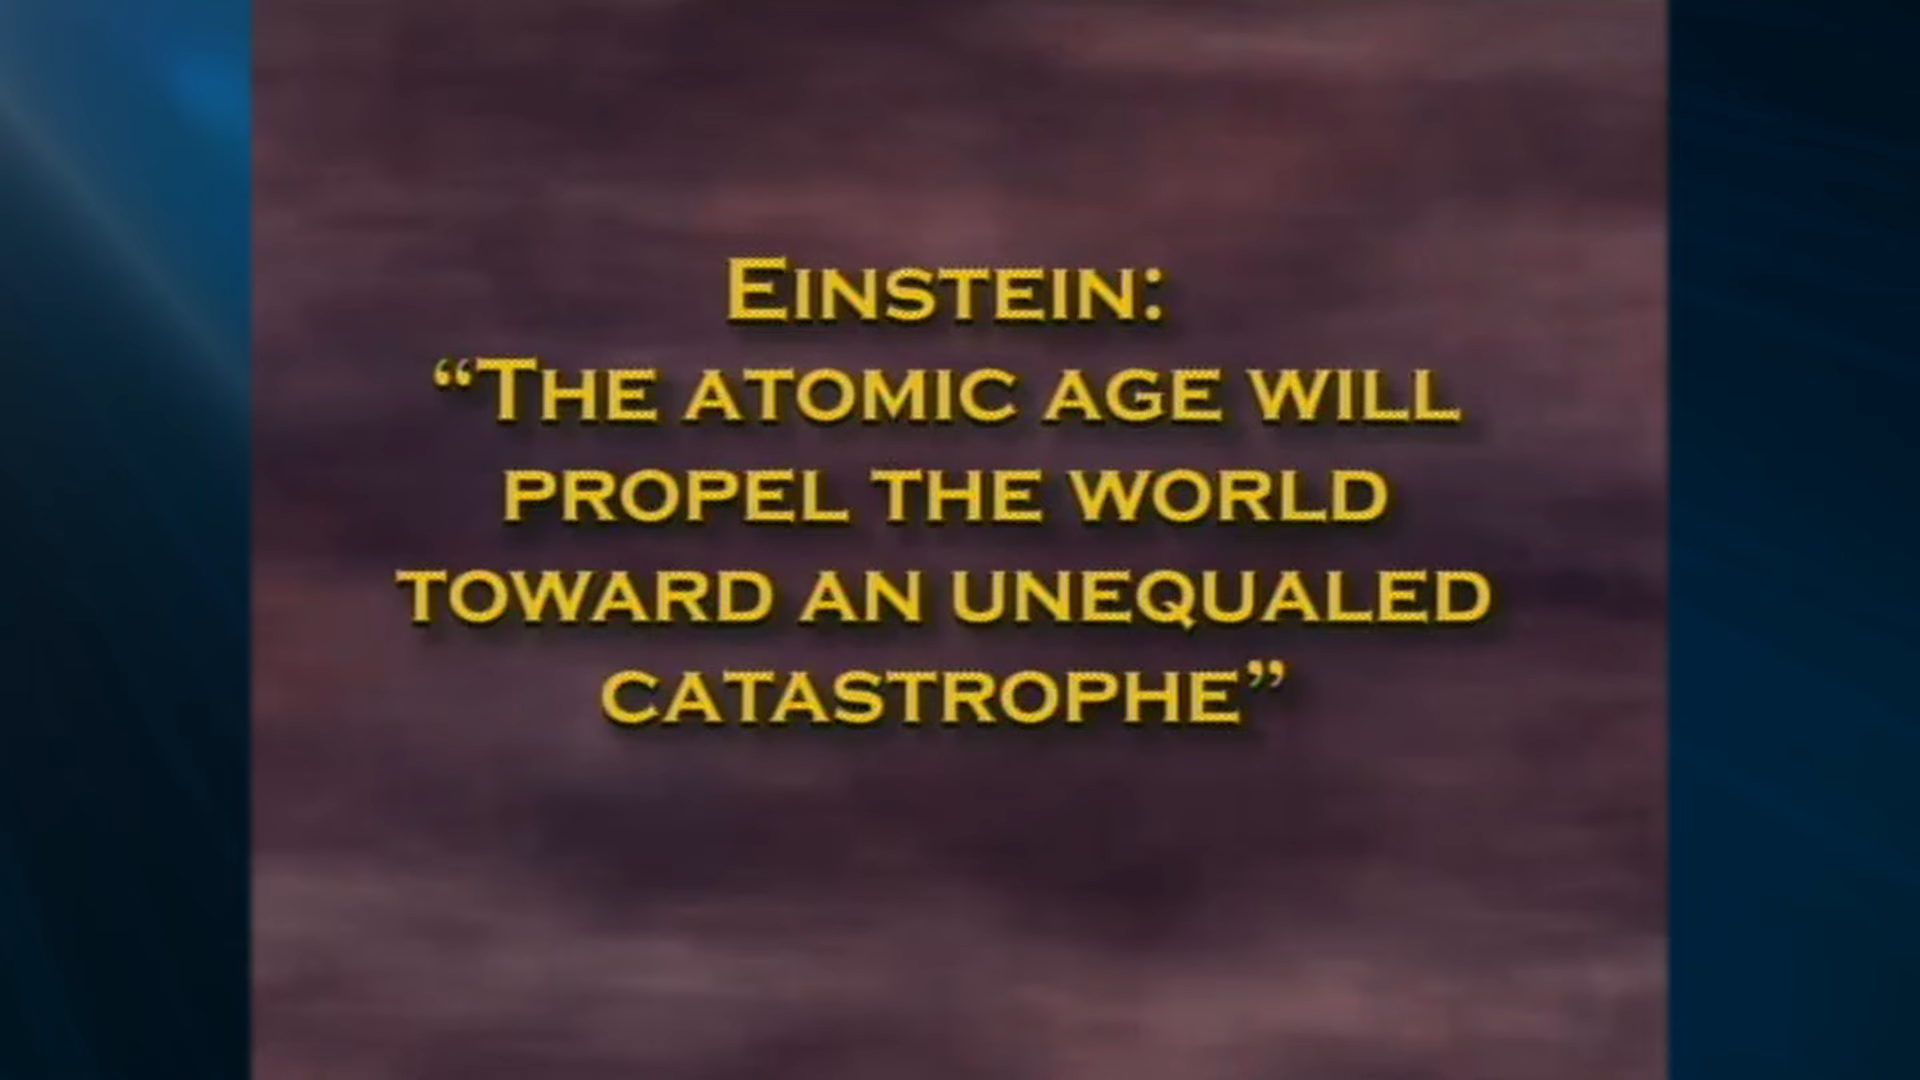 EINSTEIN:
“THE ATOMIC AGE WILL
PROPEL THE WORLD
TOWARD AN UNEQUALED
CATASTROPHE”